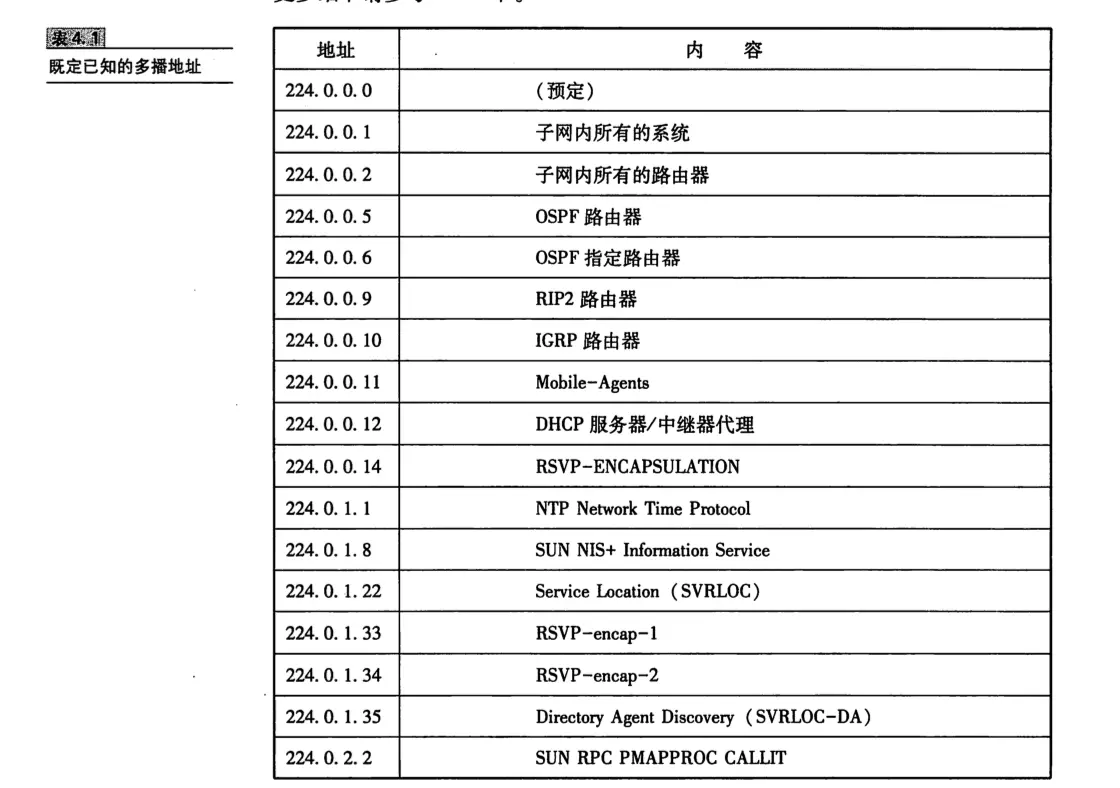 表4.1
既定已知的多播地址
地址 内 容
224.0.0.0 (预定)
224.0.0.1 子网内所有的系统
224.0.0.2 子网内所有的路由器
224.0.0.5 OSPF 路由器
224.0.0.6 OSPF 指定路由器
224.0.0.9 RIP2 路由器
224.0.0.10 IGRP 路由器
224.0.0.11 Mobile-Agents
224.0.0.12 DHCP 服务器/中继器代理
224.0.0.14 RSVP-ENCAPSULATION
224.0.1.1 NTP Network Time Protocol
224.0.1.8 SUN NIS+ Information Service
224.0.1.22 Service Location (SVRLOC)
224.0.1.33 RSVP-encap-1
224.0.1.34 RSVP-encap-2
224.0.1.35 Directory Agent Discovery (SVRLOC-DA)
224.0.2.2 SUN RPC PMAPPROC CALLIT